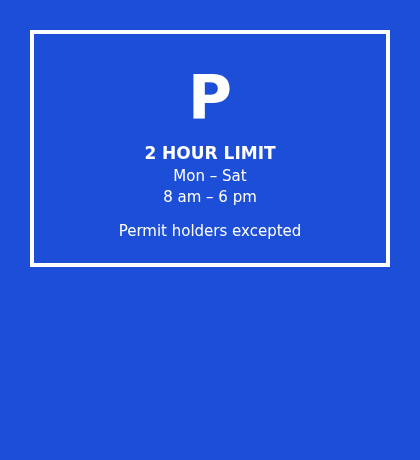 P
2 HOUR LIMIT
Mon – Sat
8 am – 6 pm
Permit holders excepted